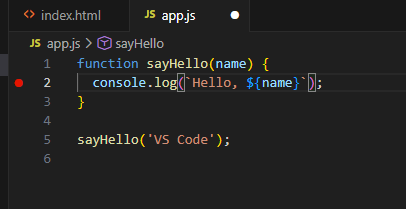 <> index.html
JS app.js
JS app.js > sayHello
1 function sayHello(name) {
2   console.log(`Hello, ${name}`);
3 }
4
5 sayHello('VS Code');
6